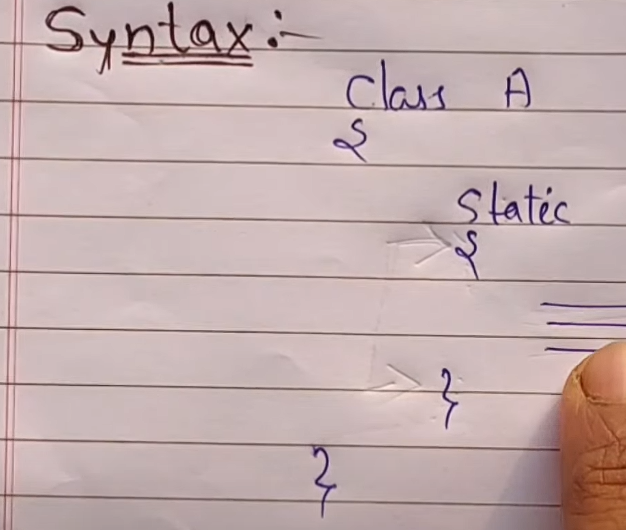 Syntax:-
Class A
{
Static
{
}
}